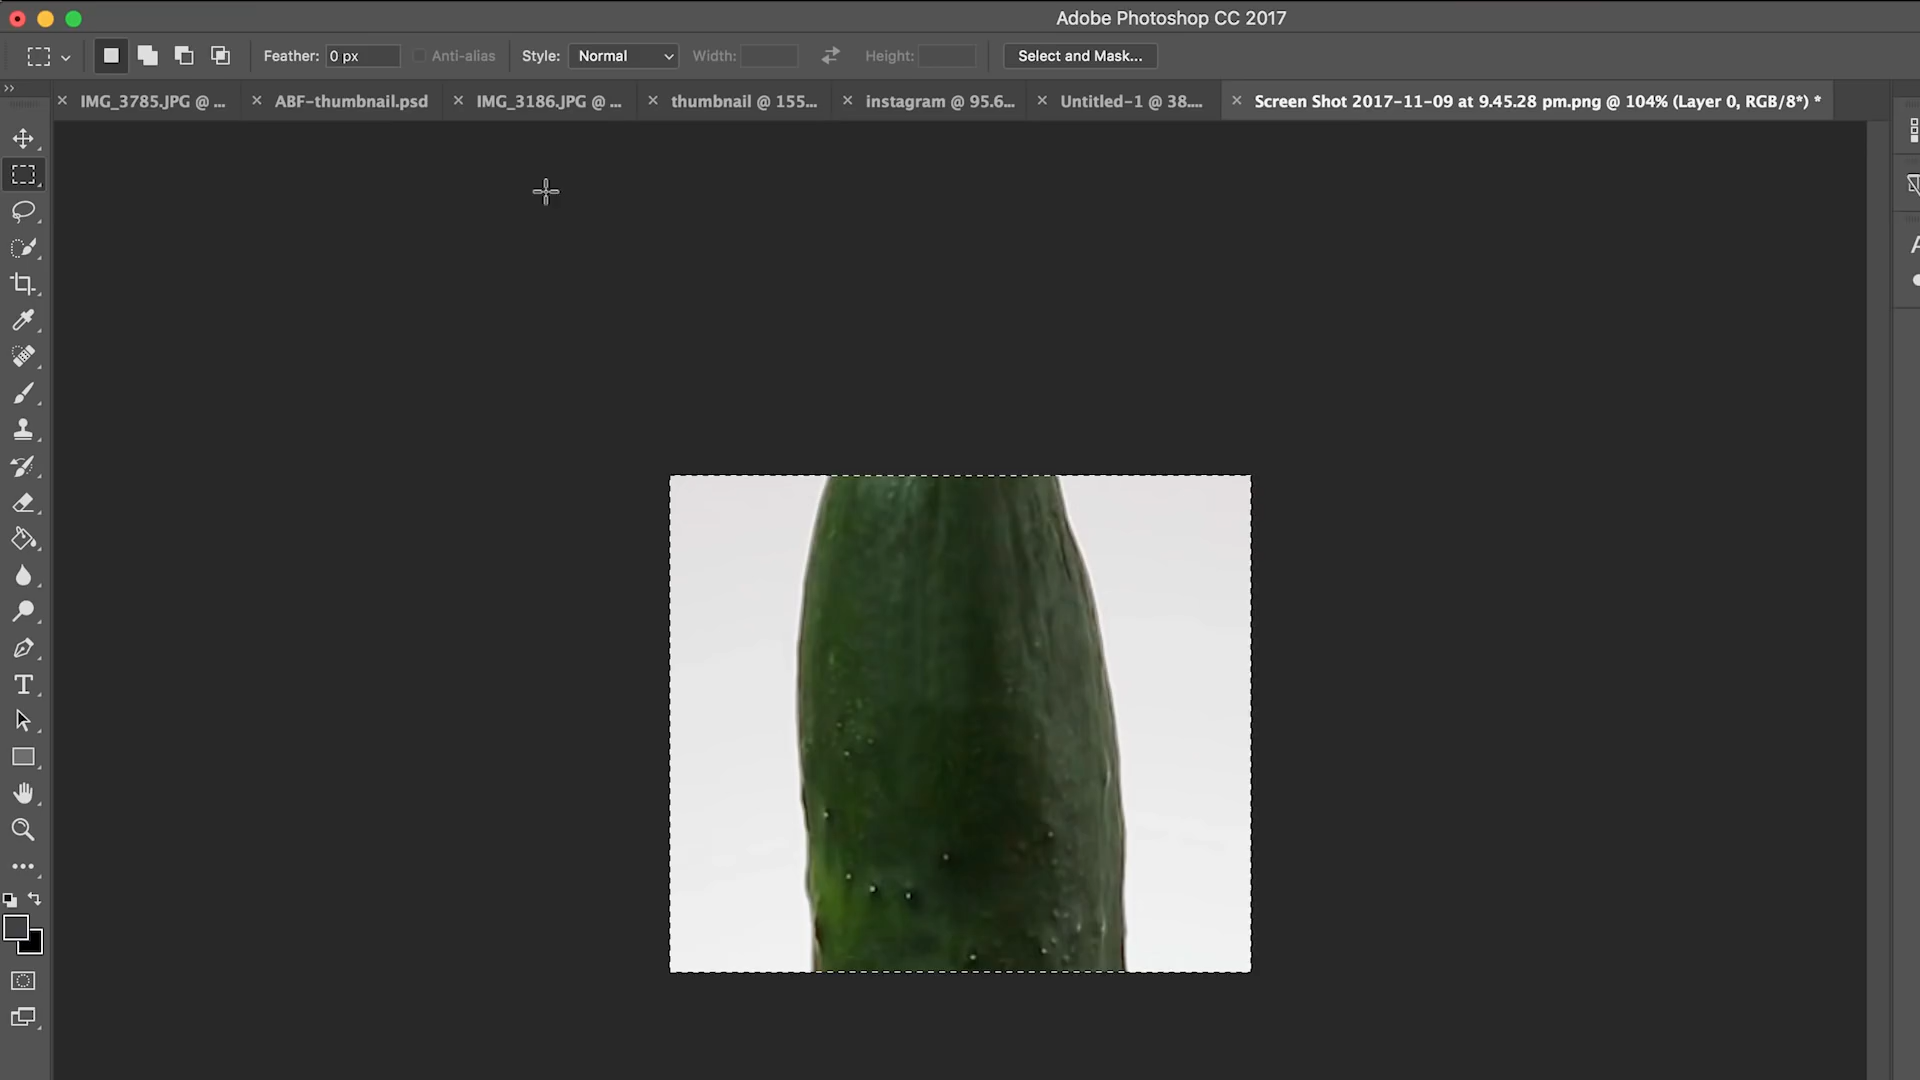 Adobe Photoshop CC 2017
Feather: 0 px Anti-alias Style: Normal Width: Height: Select and Mask...
IMG_3785.JPG @ ... ABF-thumbnail.psd IMG_3186.JPG @ ... thumbnail @ 155... instagram @ 95.6... Untitled-1 @ 38.... Screen Shot 2017-11-09 at 9.45.28 pm.png @ 104% (Layer 0, RGB/8*) *